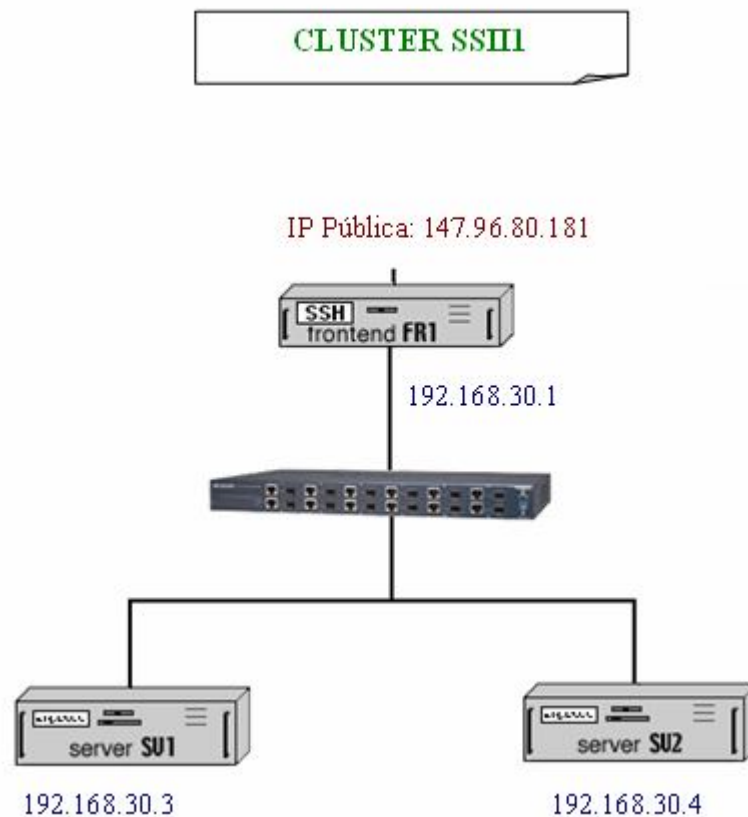 CLUSTER SSII1
IP Pública: 147.96.80.181
SSH
frontend FR1
192.168.30.1
server SU1
server SU2
192.168.30.3
192.168.30.4